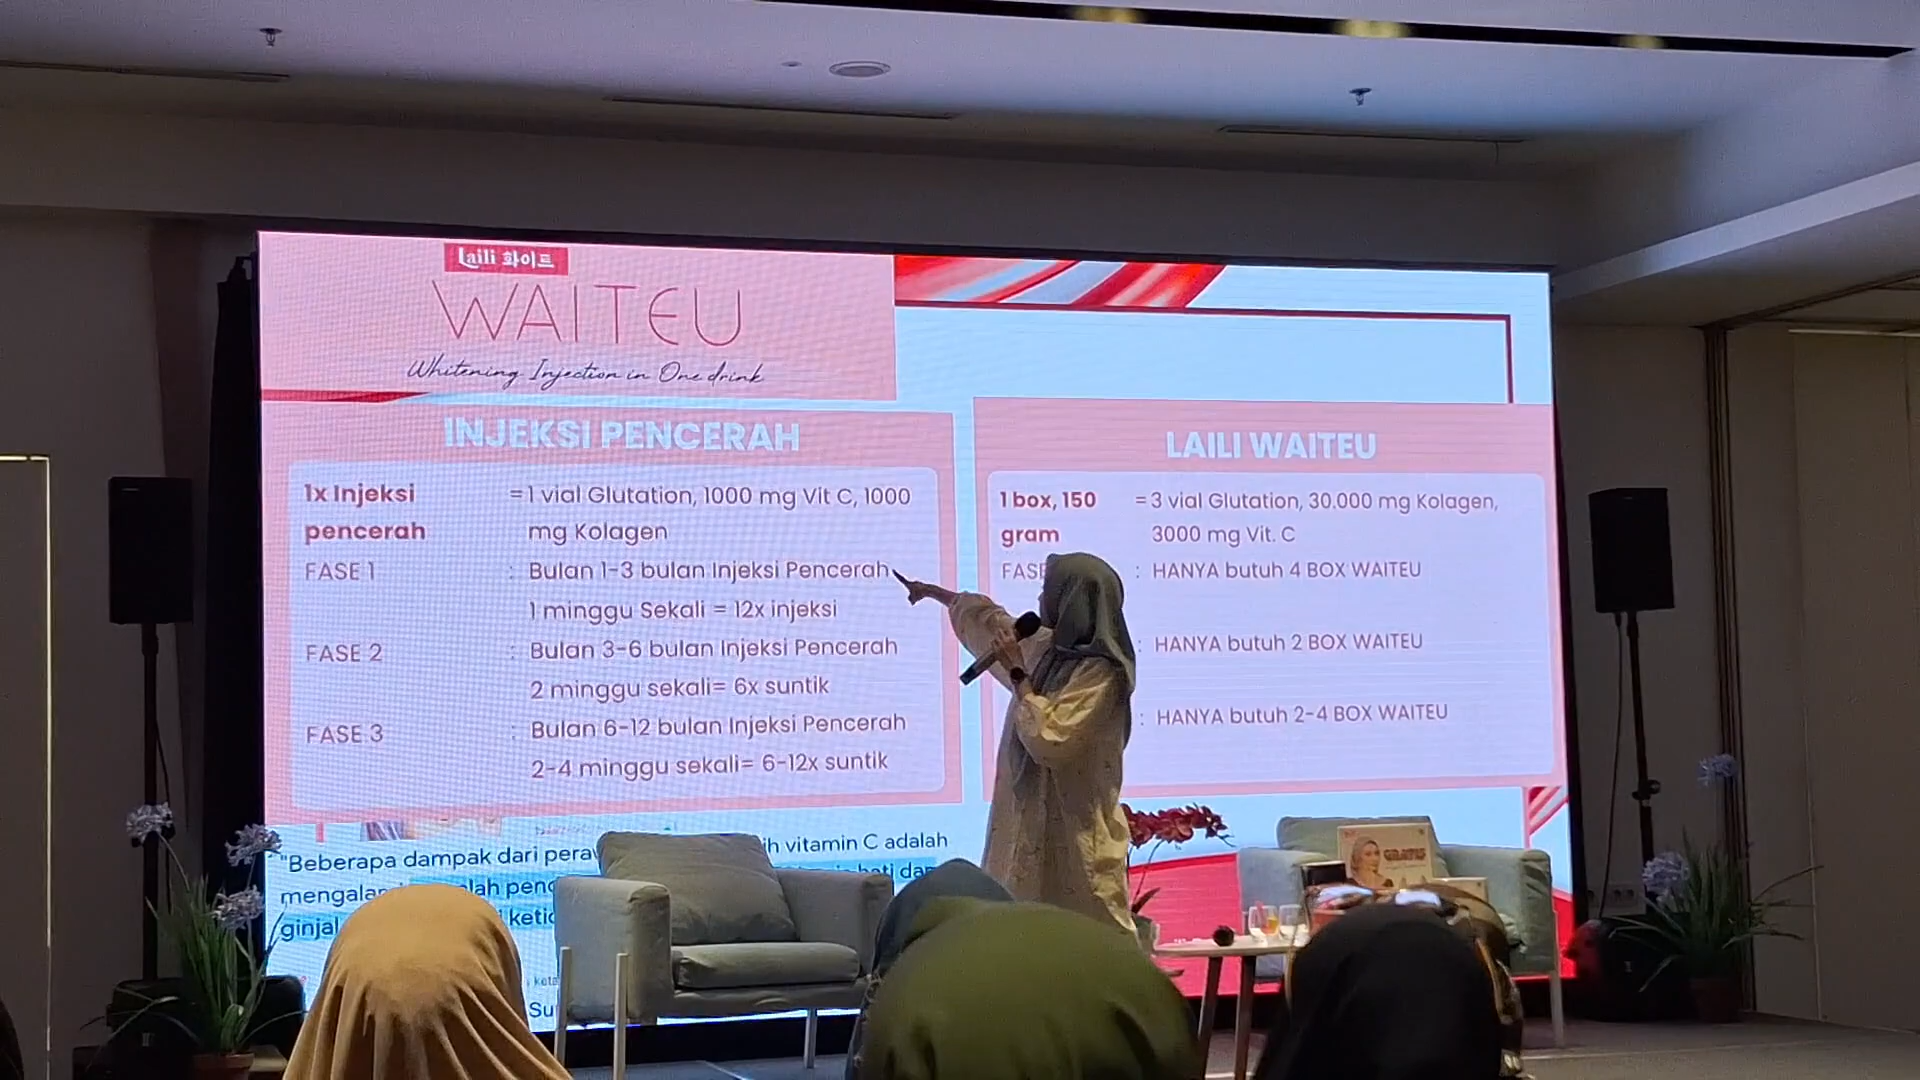 Laili 화이트
WAITEU
Whitening Injection in One drink
INJEKSI PENCERAH
1x Injeksi pencerah
= 1 vial Glutation, 1000 mg Vit C, 1000
mg Kolagen
FASE 1 : Bulan 1-3 bulan Injeksi Pencerah
1 minggu Sekali = 12x injeksi
FASE 2 : Bulan 3-6 bulan Injeksi Pencerah
2 minggu sekali= 6x suntik
FASE 3 : Bulan 6-12 bulan Injeksi Pencerah
2-4 minggu sekali= 6-12x suntik
LAILI WAITEU
1 box, 150 gram
= 3 vial Glutation, 30.000 mg Kolagen,
3000 mg Vit. C
FASE : HANYA butuh 4 BOX WAITEU
: HANYA butuh 2 BOX WAITEU
: HANYA butuh 2-4 BOX WAITEU
"Beberapa dampak dari vitamin C adalah
ginjal
GRATIS